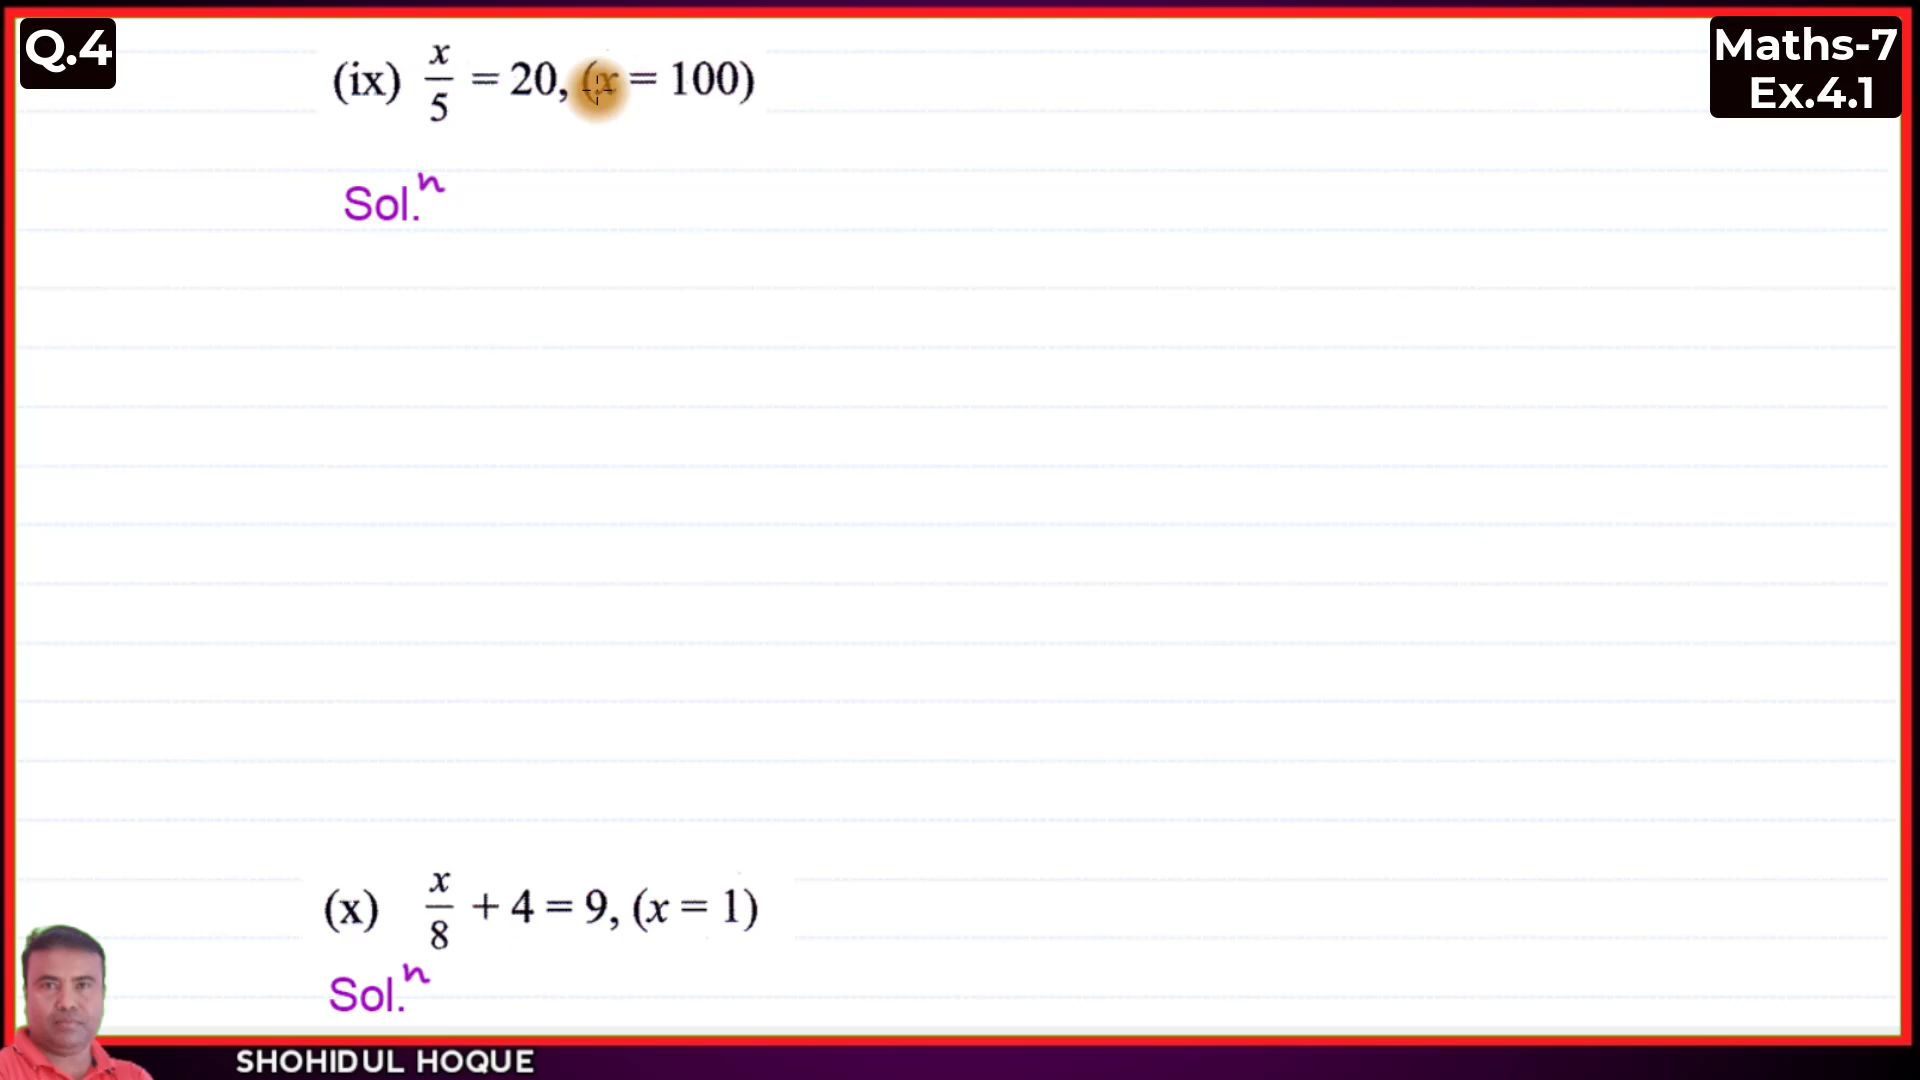 Q.4
Maths-7
Ex.4.1
(ix) x/5 = 20, (x = 100)
Sol.ⁿ
(x) x/8 + 4 = 9, (x = 1)
Sol.ⁿ
SHOHIDUL HOQUE